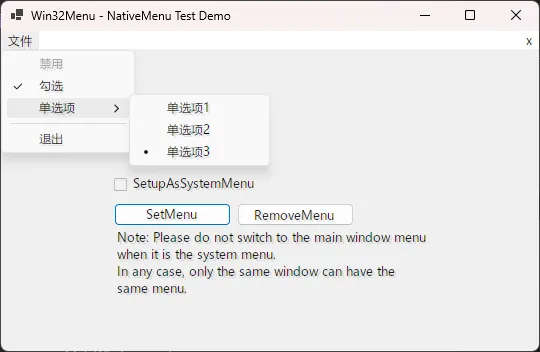 Win32Menu - NativeMenu Test Demo
文件
x
禁用
勾选
单选项
退出
单选项1
单选项2
单选项3
SetupAsSystemMenu
SetMenu
RemoveMenu
Note: Please do not switch to the main window menu
when it is the system menu.
In any case, only the same window can have the
same menu.